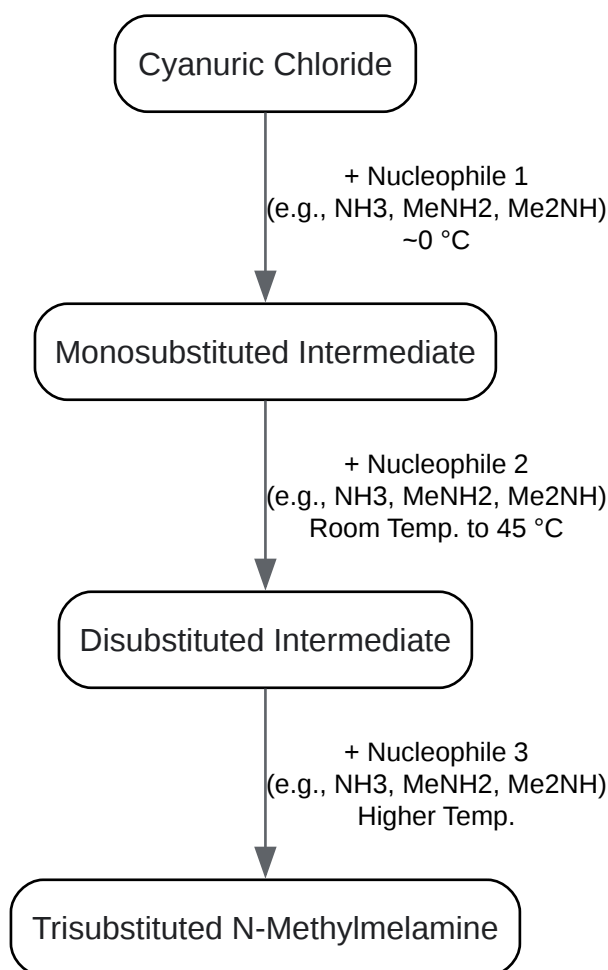 Cyanuric Chloride
+ Nucleophile 1
(e.g., NH3, MeNH2, Me2NH)
~0 °C
Monosubstituted Intermediate
+ Nucleophile 2
(e.g., NH3, MeNH2, Me2NH)
Room Temp. to 45 °C
Disubstituted Intermediate
+ Nucleophile 3
(e.g., NH3, MeNH2, Me2NH)
Higher Temp.
Trisubstituted N-Methylmelamine